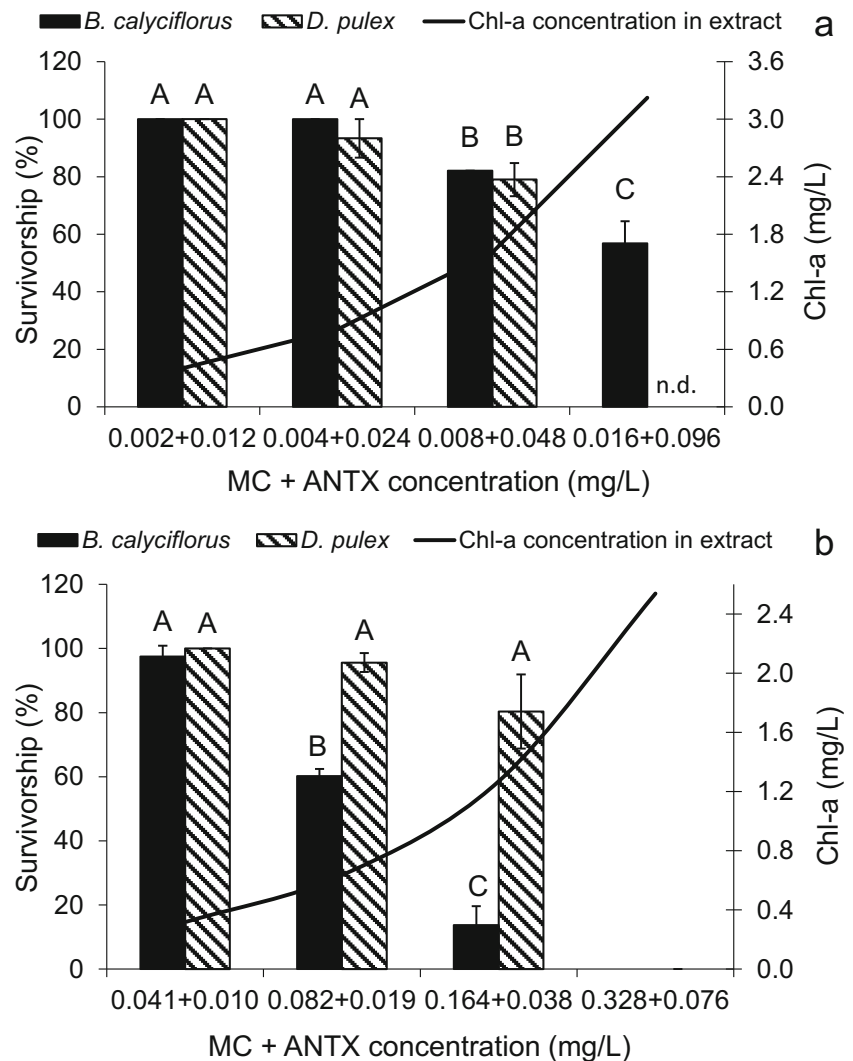 B. calyciflorus D. pulex Chl-a concentration in extract a
120 3.6
100 3.0
80 2.4
60 1.8
40 1.2
20 0.6
0 0.0
A A A A B B C n.d.
Survivorship (%)
Chl-a (mg/L)
0.002+0.012 0.004+0.024 0.008+0.048 0.016+0.096
MC + ANTX concentration (mg/L)
B. calyciflorus D. pulex Chl-a concentration in extract b
120
100 2.4
80 2.0
60 1.6
40 1.2
20 0.8
0 0.4
0.0
A A B A C A
Survivorship (%)
Chl-a (mg/L)
0.041+0.010 0.082+0.019 0.164+0.038 0.328+0.076
MC + ANTX concentration (mg/L)